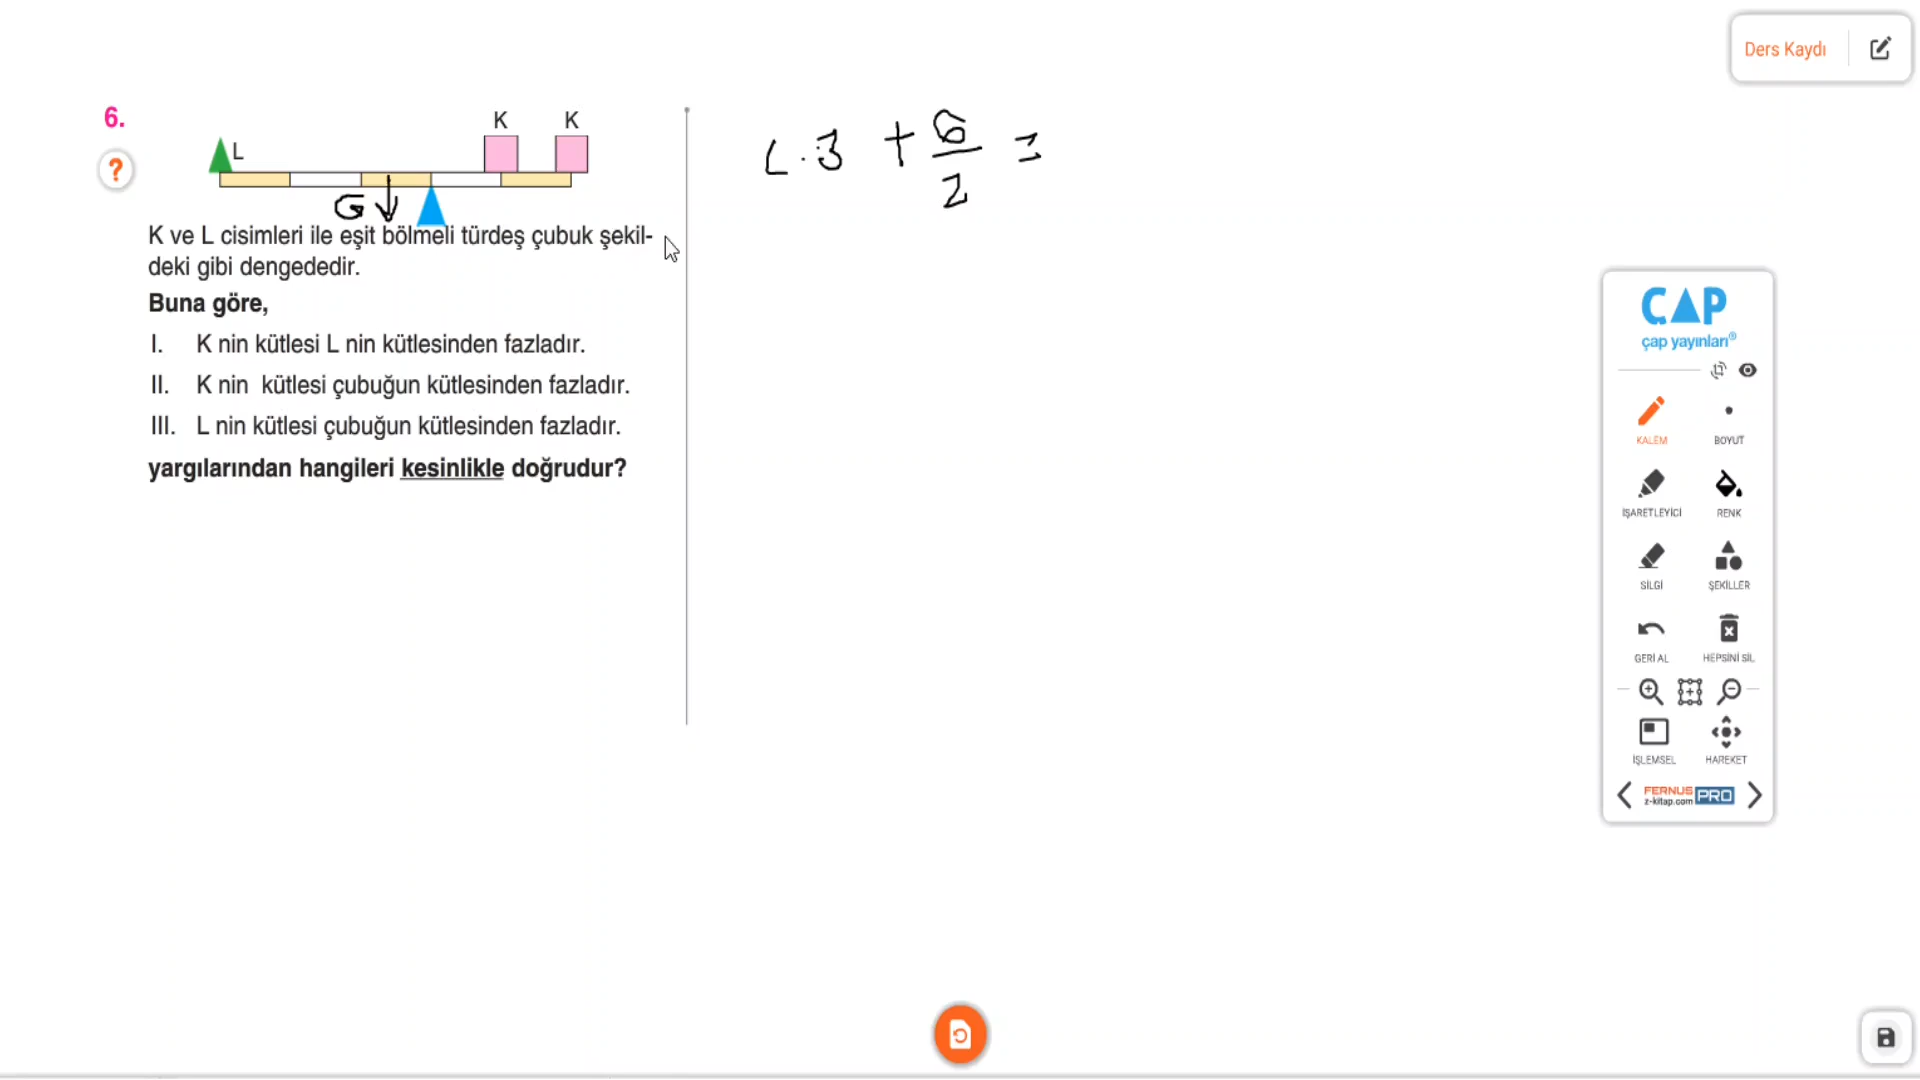 Ders Kaydı
6.
?
K K
L
G
K ve L cisimleri ile eşit bölmeli türdeş çubuk şekil-
deki gibi dengededir.
Buna göre,
I. K nin kütlesi L nin kütlesinden fazladır.
II. K nin kütlesi çubuğun kütlesinden fazladır.
III. L nin kütlesi çubuğun kütlesinden fazladır.
yargılarından hangileri kesinlikle doğrudur?
L.3 + G/2 =
ÇAP
çap yayınları®
KALEM BOYUT
İŞARETLEYİCİ RENK
SİLGİ ŞEKİLLER
GERİ AL HEPSİNİ SİL
İŞLEMSEL HAREKET
FERNUS PRO
z-kitap.com